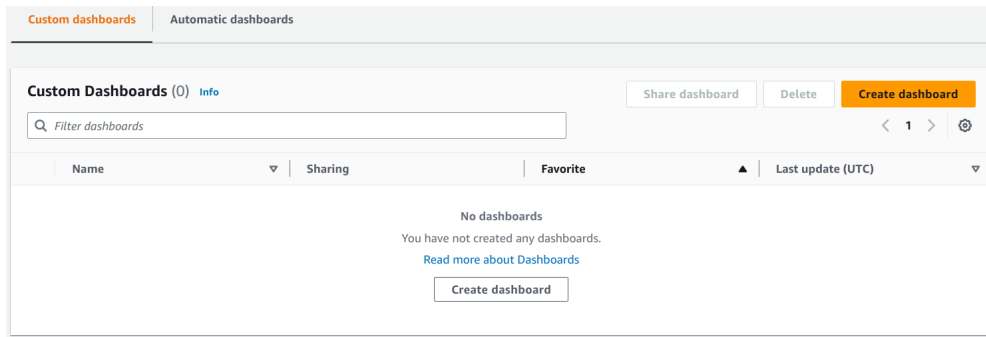 Custom dashboards Automatic dashboards
Custom Dashboards (0) Info Share dashboard Delete Create dashboard
Filter dashboards 1
Name Sharing Favorite Last update (UTC)
No dashboards
You have not created any dashboards.
Read more about Dashboards
Create dashboard